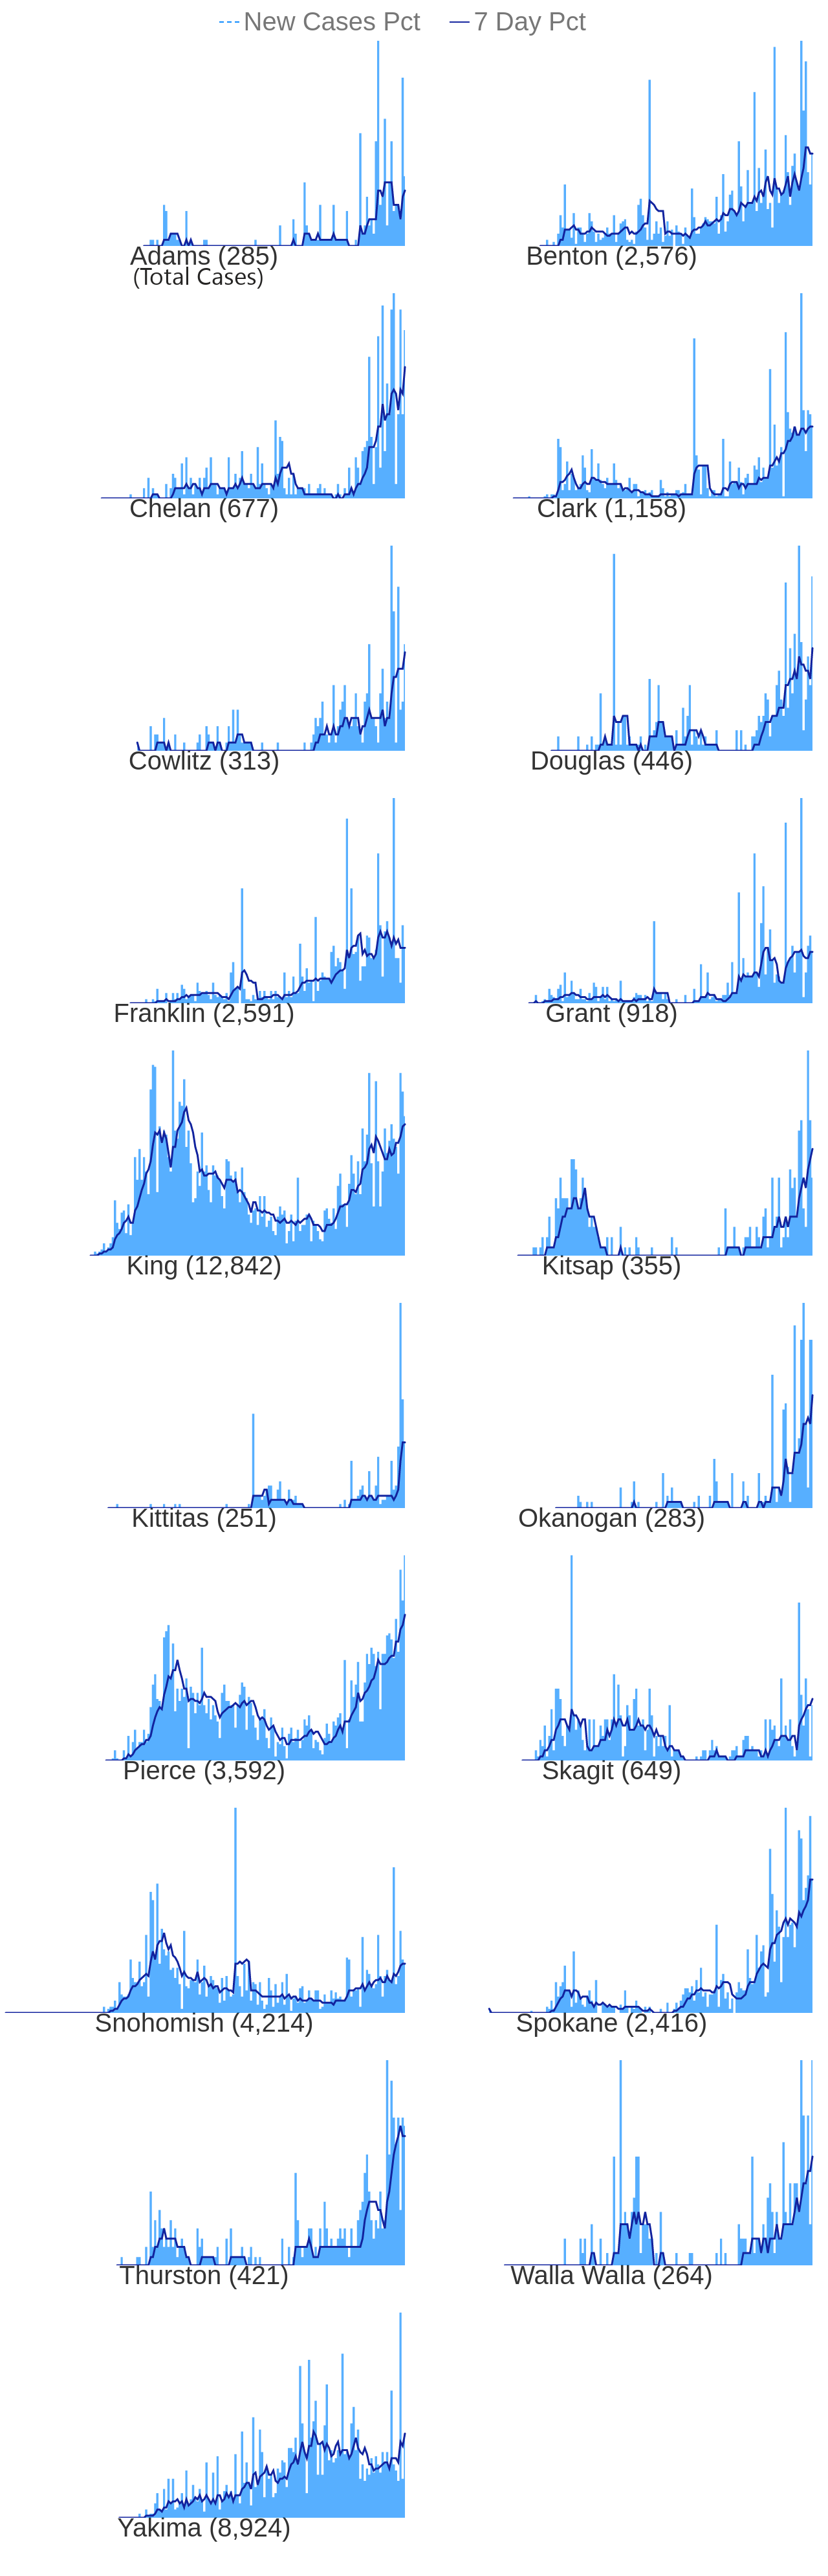 New Cases Pct 7 Day Pct
Adams (285) Benton (2,576)
(Total Cases)
Chelan (677) Clark (1,158)
Cowlitz (313) Douglas (446)
Franklin (2,591) Grant (918)
King (12,842) Kitsap (355)
Kittitas (251) Okanogan (283)
Pierce (3,592) Skagit (649)
Snohomish (4,214) Spokane (2,416)
Thurston (421) Walla Walla (264)
Yakima (8,924)